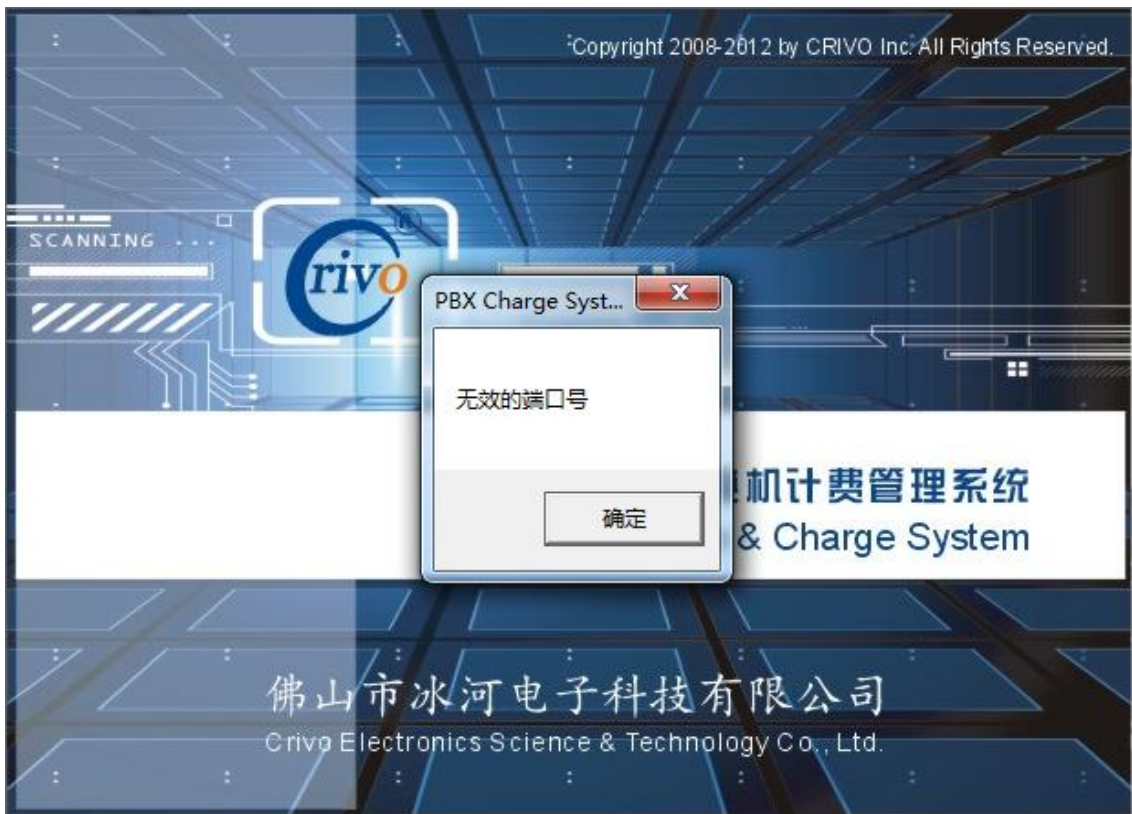 Copyright 2008-2012 by CRIVO Inc. All Rights Reserved.
SCANNING ...
Crivo®
PBX Charge Syst...
无效的端口号
确定
机计费管理系统
& Charge System
佛山市冰河电子科技有限公司
Crivo Electronics Science & Technology Co., Ltd.